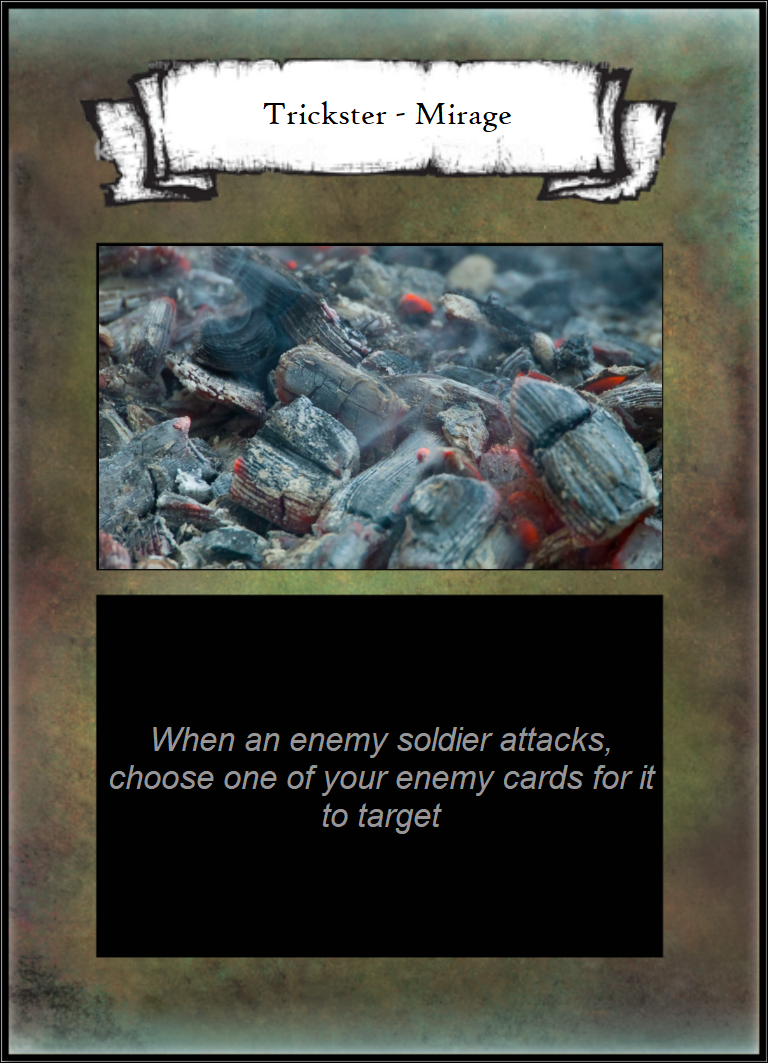 Trickster - Mirage
When an enemy soldier attacks,
choose one of your enemy cards for it
to target